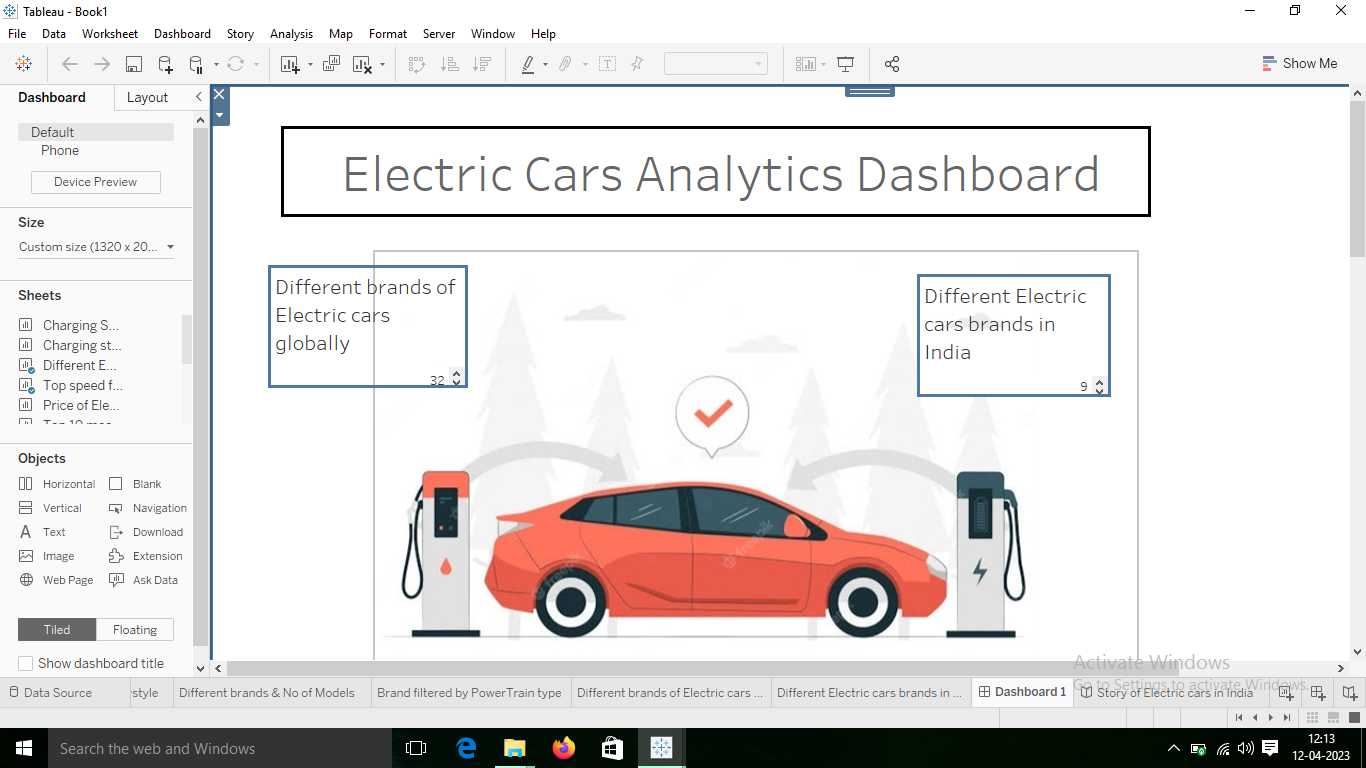 Tableau - Book1
File Data Worksheet Dashboard Story Analysis Map Format Server Window Help
Show Me
Dashboard Layout
Default
Phone
Device Preview
Size
Custom size (1320 x 20...
Sheets
Charging S...
Charging st...
Different E...
Top speed f...
Price of Ele...
Objects
Horizontal Blank
Vertical Navigation
Text Download
Image Extension
Web Page Ask Data
Tiled Floating
Show dashboard title
Electric Cars Analytics Dashboard
Different brands of
Electric cars
globally
32
Different Electric
cars brands in
India
9
freepik
Activate Windows
Go to Settings to activate Windows.
Data Source style Different brands & No of Models Brand filtered by PowerTrain type Different brands of Electric cars ... Different Electric cars brands in ... Dashboard 1 Story of Electric cars in India
Search the web and Windows
12:13
12-04-2023